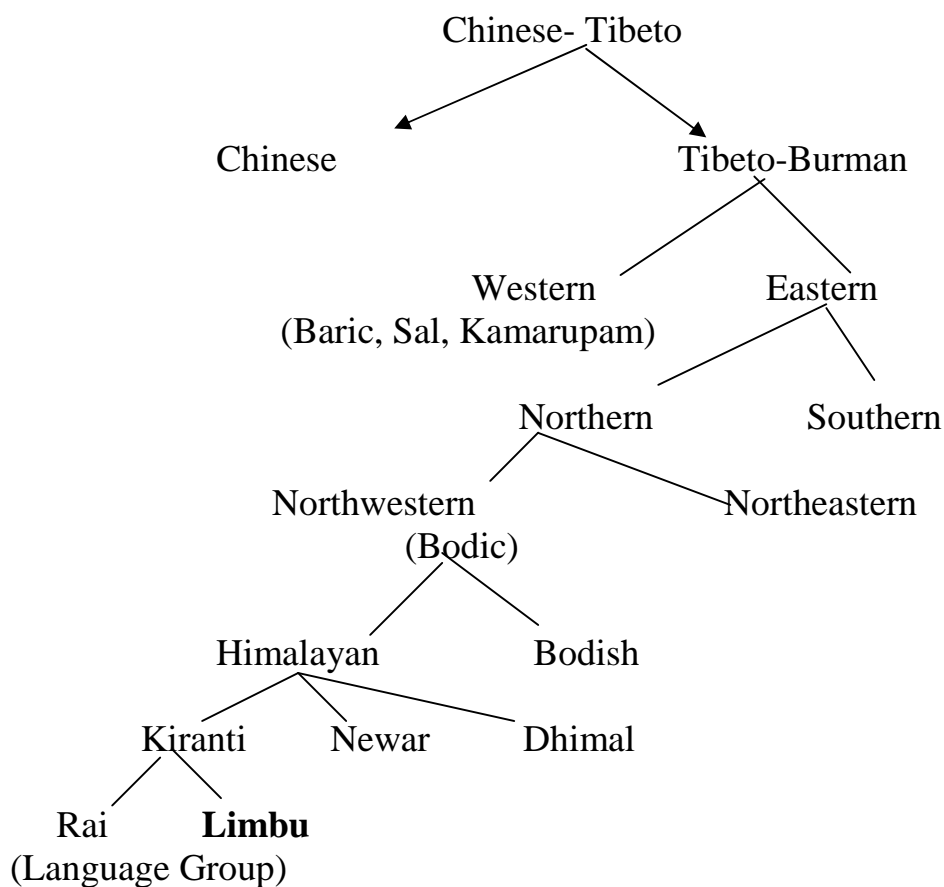 Chinese- Tibeto
Chinese Tibeto-Burman
Western Eastern
(Baric, Sal, Kamarupam)
Northern Southern
Northwestern Northeastern
(Bodic)
Himalayan Bodish
Kiranti Newar Dhimal
Rai Limbu
(Language Group)